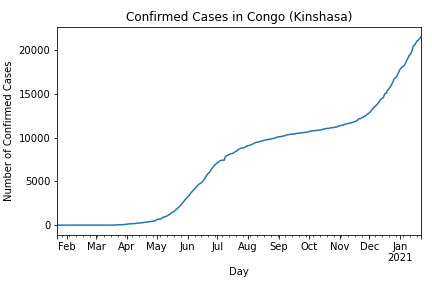 Confirmed Cases in Congo (Kinshasa)
Number of Confirmed Cases
20000
15000
10000
5000
0
Feb Mar Apr May Jun Jul Aug Sep Oct Nov Dec Jan
2021
Day